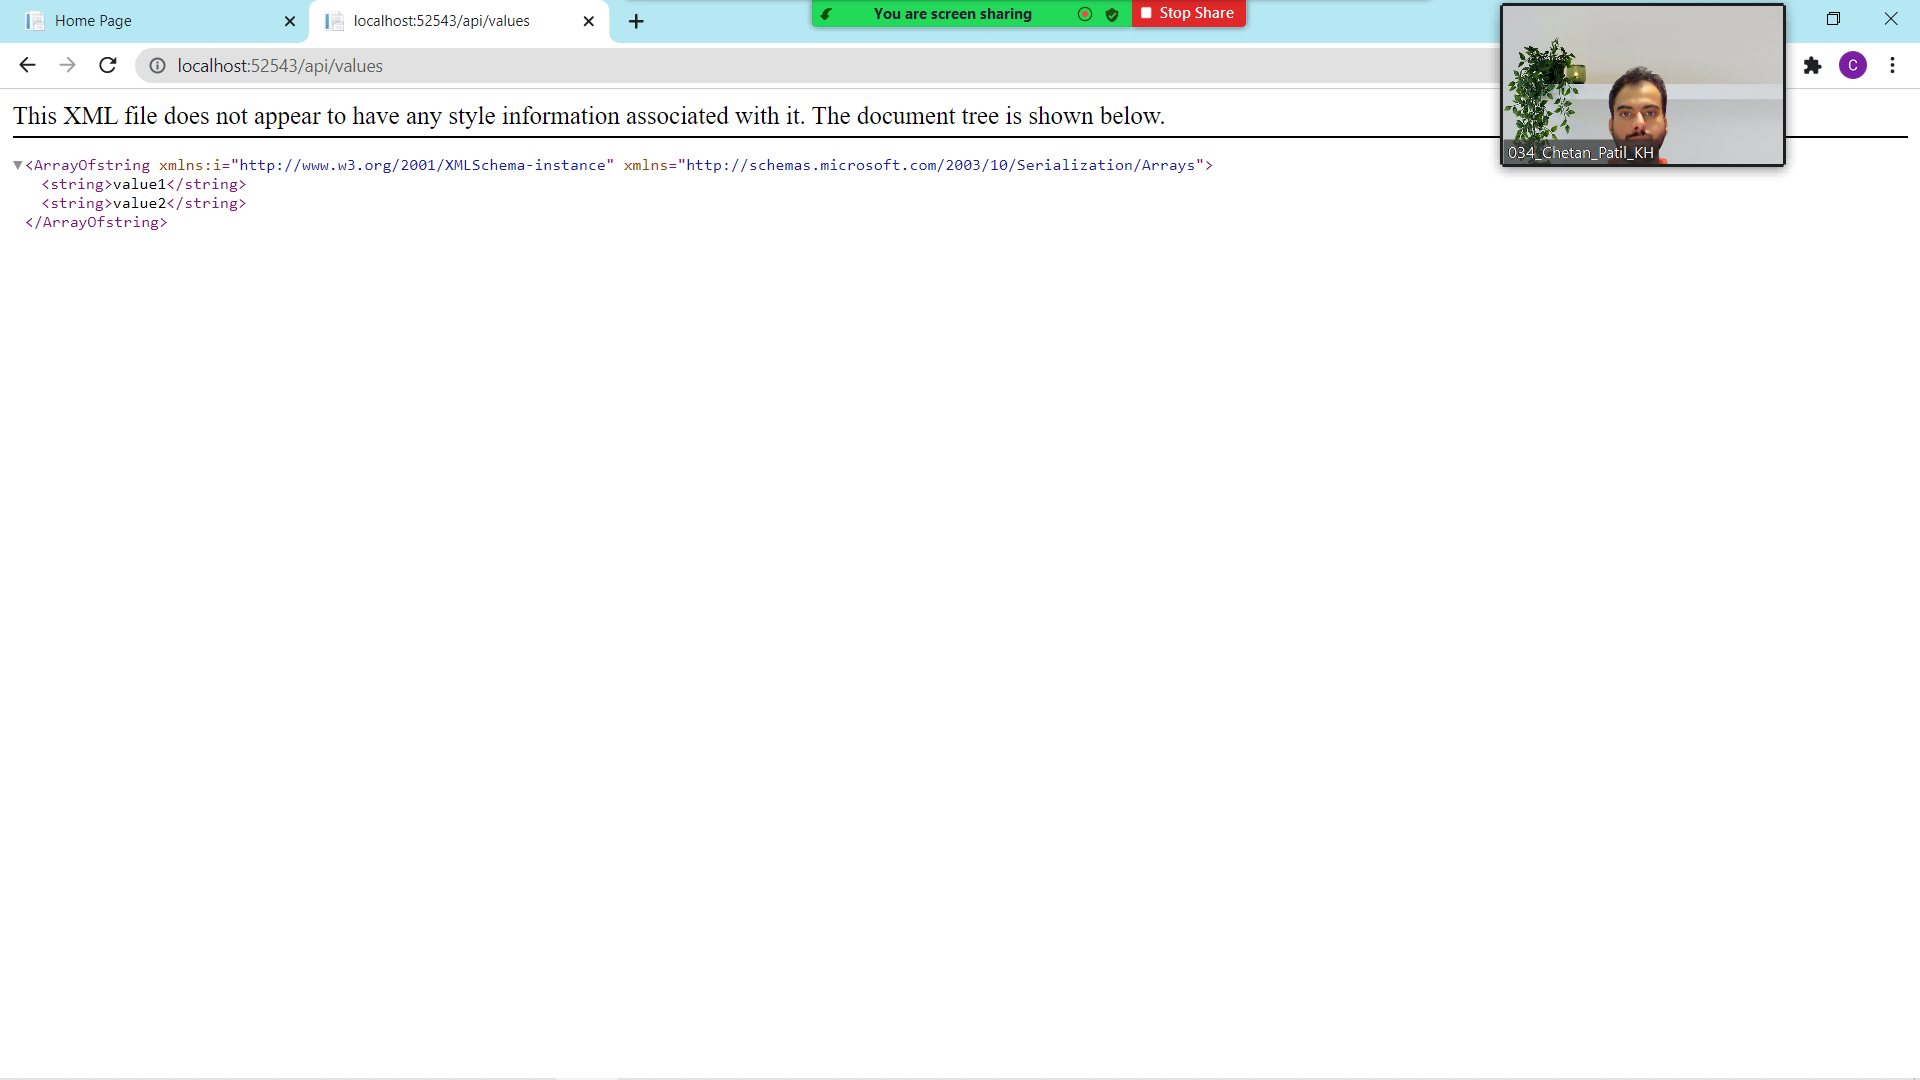 Home Page
localhost:52543/api/values
You are screen sharing
Stop Share
localhost:52543/api/values
C
This XML file does not appear to have any style information associated with it. The document tree is shown below.
034_Chetan_Patil_KH
▼<ArrayOfstring xmlns:i="http://www.w3.org/2001/XMLSchema-instance" xmlns="http://schemas.microsoft.com/2003/10/Serialization/Arrays">
<string>value1</string>
<string>value2</string>
</ArrayOfstring>